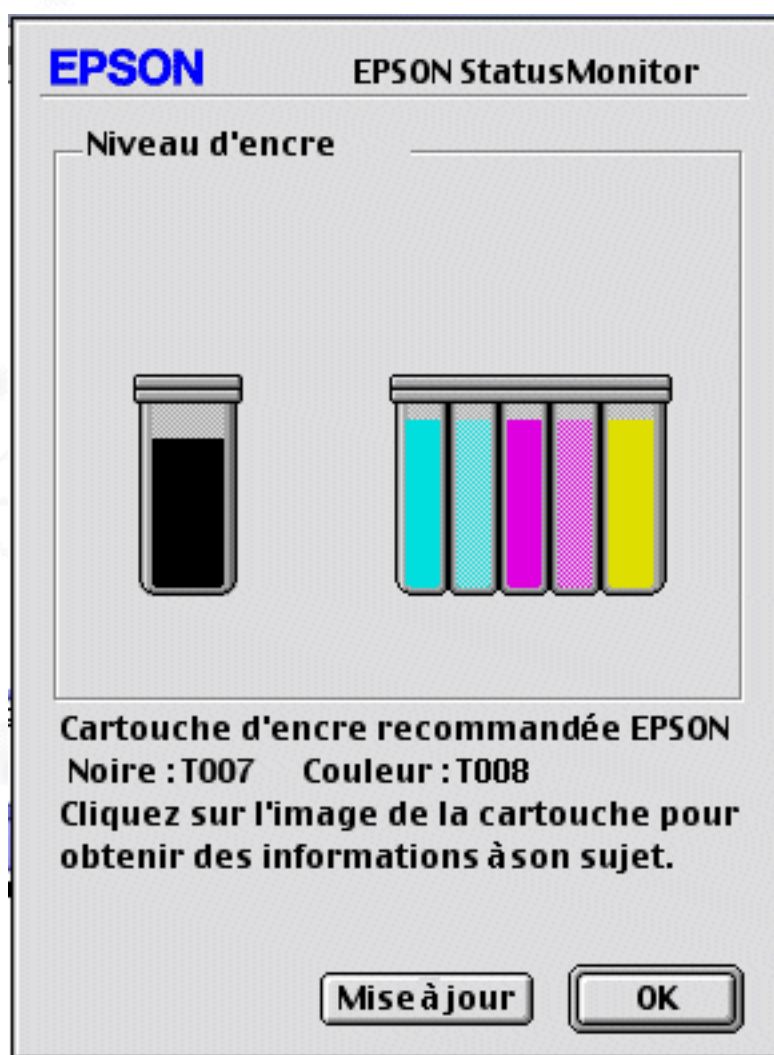 EPSON EPSON StatusMonitor
Niveau d'encre
Cartouche d'encre recommandée EPSON
Noire : T007 Couleur : T008
Cliquez sur l'image de la cartouche pour
obtenir des informations à son sujet.
Mise à jour OK